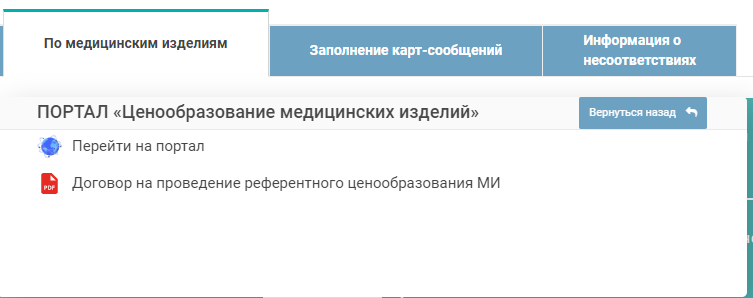 По медицинским изделиям
Заполнение карт-сообщений
Информация о
несоответствиях
ПОРТАЛ «Ценообразование медицинских изделий»
Вернуться назад
Перейти на портал
PDF
Договор на проведение референтного ценообразования МИ